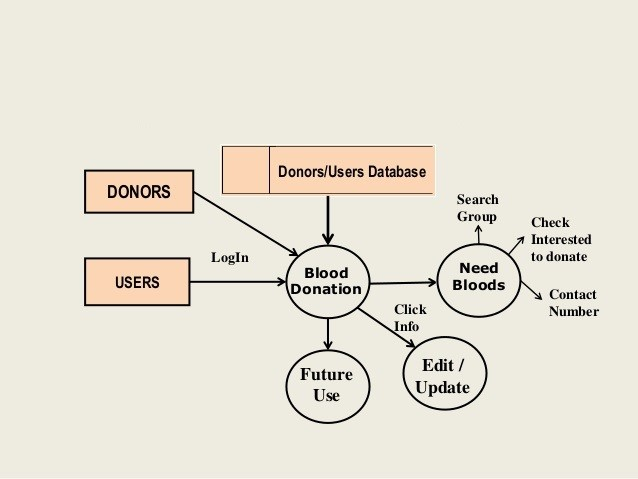 Donors/Users Database
DONORS
Search
Group
Check
Interested
to donate
LogIn
USERS
Blood
Donation
Need
Bloods
Contact
Number
Click
Info
Future
Use
Edit /
Update